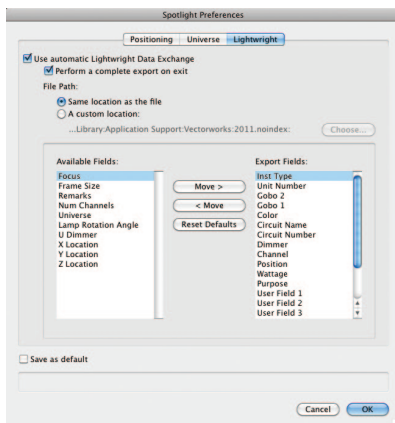 Spotlight Preferences
Positioning Universe Lightwright
Use automatic Lightwright Data Exchange
Perform a complete export on exit
File Path:
Same location as the file
A custom location:
...Library:Application Support:Vectorworks:2011.noindex:
Choose...
Available Fields:
Focus
Frame Size
Remarks
Num Channels
Universe
Lamp Rotation Angle
U Dimmer
X Location
Y Location
Z Location
Move >
< Move
Reset Defaults
Export Fields:
Inst Type
Unit Number
Gobo 2
Gobo 1
Color
Circuit Name
Circuit Number
Dimmer
Channel
Position
Wattage
Purpose
User Field 1
User Field 2
User Field 3
Save as default
Cancel OK